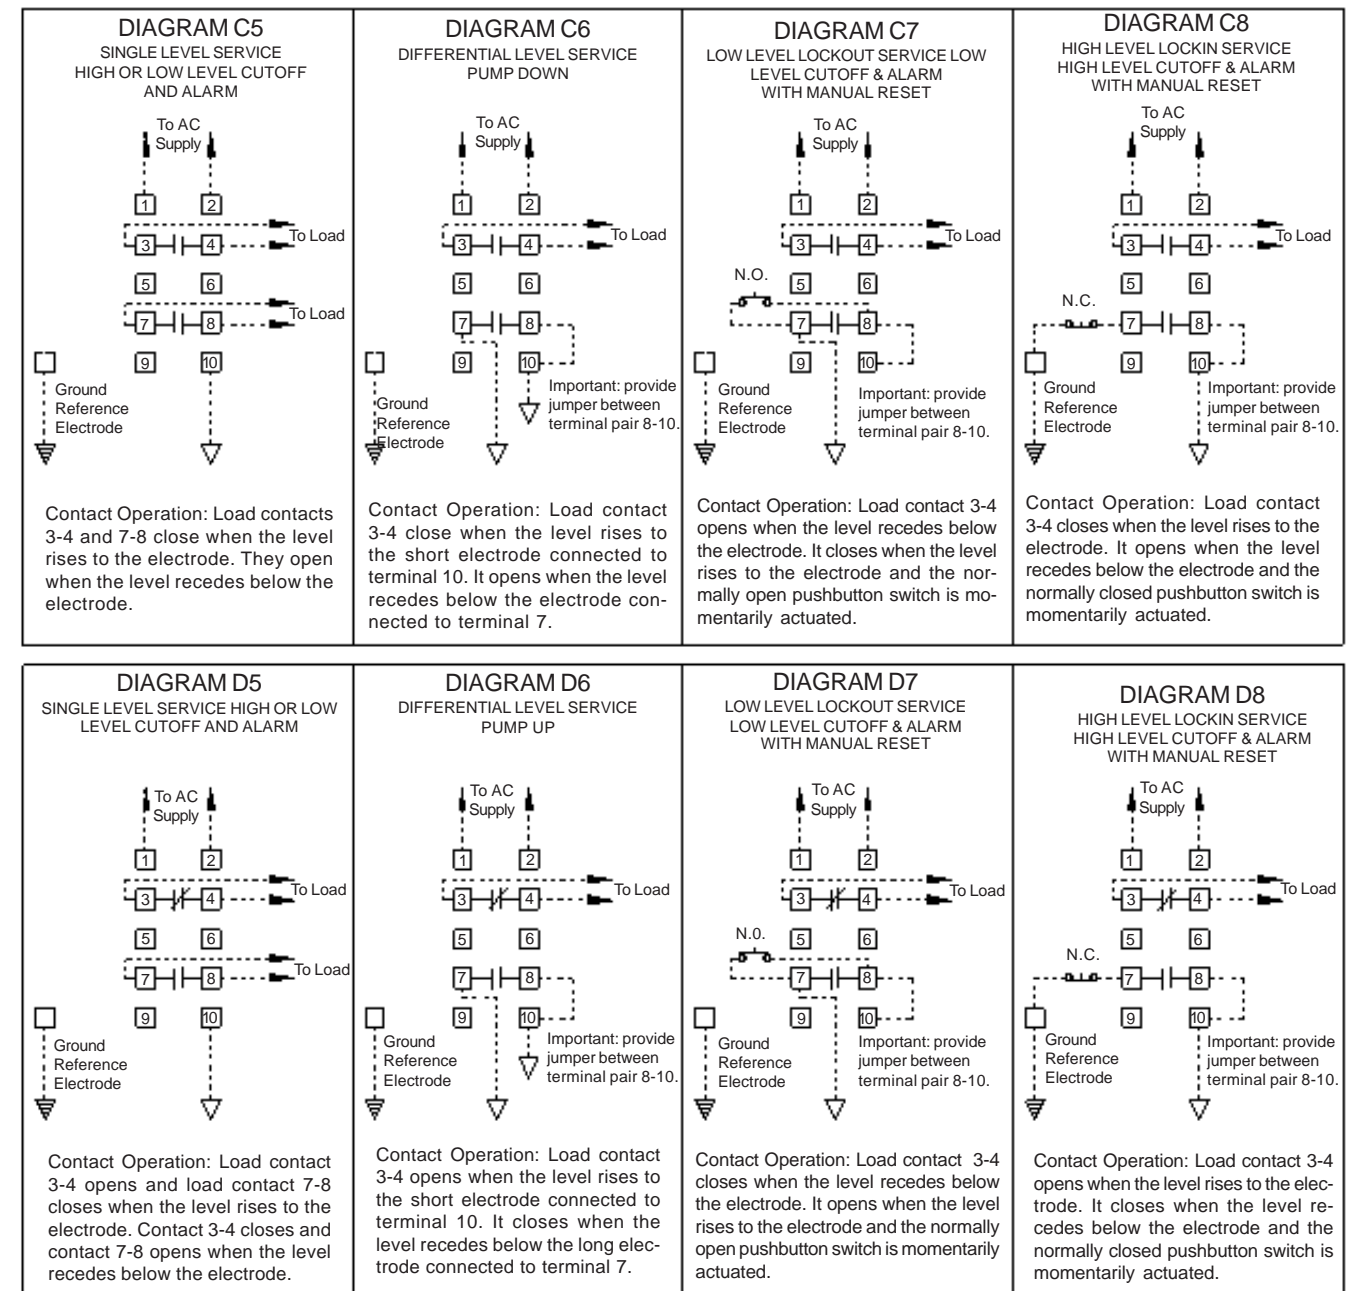 DIAGRAM C5
SINGLE LEVEL SERVICE
HIGH OR LOW LEVEL CUTOFF
AND ALARM
To AC
Supply
1 2
3 4
To Load
5 6
7 8
To Load
9 10
Ground
Reference
Electrode
Contact Operation: Load contacts
3-4 and 7-8 close when the level
rises to the electrode. They open
when the level recedes below the
electrode.
DIAGRAM C6
DIFFERENTIAL LEVEL SERVICE
PUMP DOWN
To AC
Supply
1 2
3 4
To Load
5 6
7 8
9 10
Ground
Reference
Electrode
Important: provide
jumper between
terminal pair 8-10.
Contact Operation: Load contact
3-4 close when the level rises to
the short electrode connected to
terminal 10. It opens when the level
recedes below the electrode con-
nected to terminal 7.
DIAGRAM C7
LOW LEVEL LOCKOUT SERVICE LOW
LEVEL CUTOFF & ALARM
WITH MANUAL RESET
To AC
Supply
1 2
3 4
To Load
N.O.
5 6
7 8
9 10
Ground
Reference
Electrode
Important: provide
jumper between
terminal pair 8-10.
Contact Operation: Load contact 3-4
opens when the level recedes below
the electrode. It closes when the level
rises to the electrode and the nor-
mally open pushbutton switch is mo-
mentarily actuated.
DIAGRAM C8
HIGH LEVEL LOCKIN SERVICE
HIGH LEVEL CUTOFF & ALARM
WITH MANUAL RESET
To AC
Supply
1 2
3 4
To Load
5 6
N.C.
7 8
9 10
Ground
Reference
Electrode
Important: provide
jumper between
terminal pair 8-10.
Contact Operation: Load contact
3-4 closes when the level rises to the
electrode. It opens when the level
recedes below the electrode and the
normally closed pushbutton switch is
momentarily actuated.
DIAGRAM D5
SINGLE LEVEL SERVICE HIGH OR LOW
LEVEL CUTOFF AND ALARM
To AC
Supply
1 2
3 4
To Load
5 6
7 8
To Load
9 10
Ground
Reference
Electrode
Contact Operation: Load contact
3-4 opens and load contact 7-8
closes when the level rises to the
electrode. Contact 3-4 closes and
contact 7-8 opens when the level
recedes below the electrode.
DIAGRAM D6
DIFFERENTIAL LEVEL SERVICE
PUMP UP
To AC
Supply
1 2
3 4
To Load
5 6
7 8
9 10
Ground
Reference
Electrode
Important: provide
jumper between
terminal pair 8-10.
Contact Operation: Load contact
3-4 opens when the level rises to
the short electrode connected to
terminal 10. It closes when the
level recedes below the long elec-
trode connected to terminal 7.
DIAGRAM D7
LOW LEVEL LOCKOUT SERVICE
LOW LEVEL CUTOFF & ALARM
WITH MANUAL RESET
To AC
Supply
1 2
3 4
To Load
N.0.
5 6
7 8
9 10
Ground
Reference
Electrode
Important: provide
jumper between
terminal pair 8-10.
Contact Operation: Load contact 3-4
closes when the level recedes below
the electrode. It opens when the level
rises to the electrode and the normally
open pushbutton switch is momentarily
actuated.
DIAGRAM D8
HIGH LEVEL LOCKIN SERVICE
HIGH LEVEL CUTOFF & ALARM
WITH MANUAL RESET
To AC
Supply
1 2
3 4
To Load
5 6
N.C.
7 8
9 10
Ground
Reference
Electrode
Important: provide
jumper between
terminal pair 8-10.
Contact Operation: Load contact 3-4
opens when the level rises to the elec-
trode. It closes when the level re-
cedes below the electrode and the
normally closed pushbutton switch is
momentarily actuated.